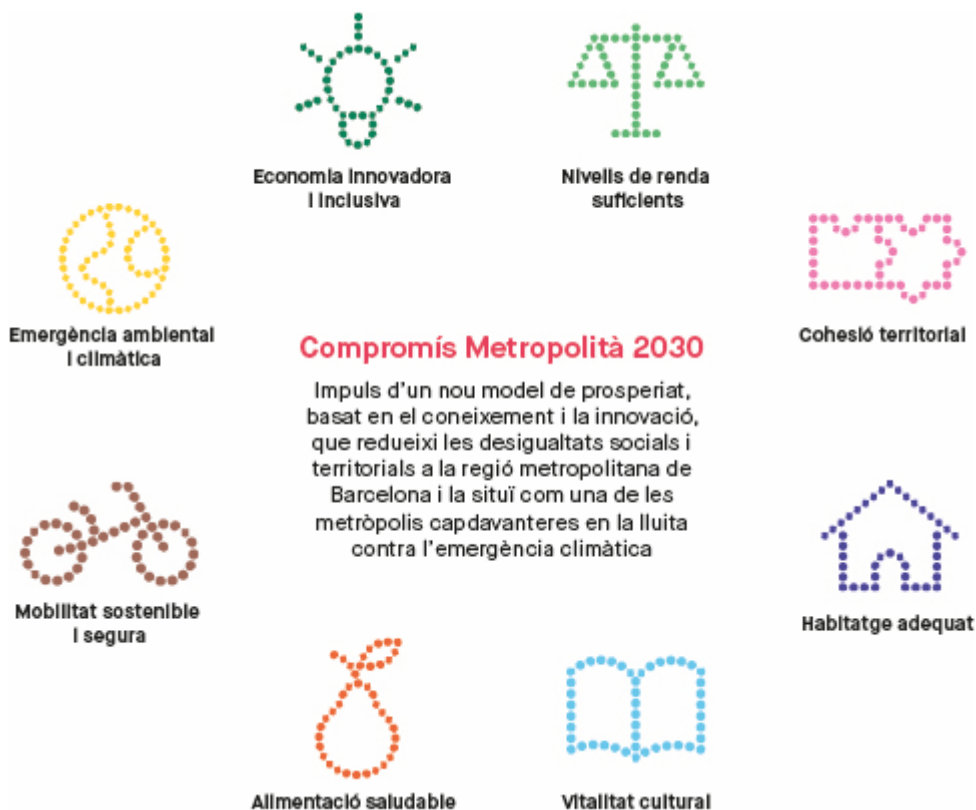 Economia innovadora
i inclusiva
Nivells de renda
suficients
Emergència ambiental
i climàtica
Cohesió territorial
Compromís Metropolità 2030
Impuls d'un nou model de prosperiat,
basat en el coneixement i la innovació,
que redueixi les desigualtats socials i
territorials a la regió metropolitana de
Barcelona i la situï com una de les
metròpolis capdavanteres en la lluita
contra l'emergència climàtica
Mobilitat sostenible
i segura
Habitatge adequat
Alimentació saludable
Vitalitat cultural